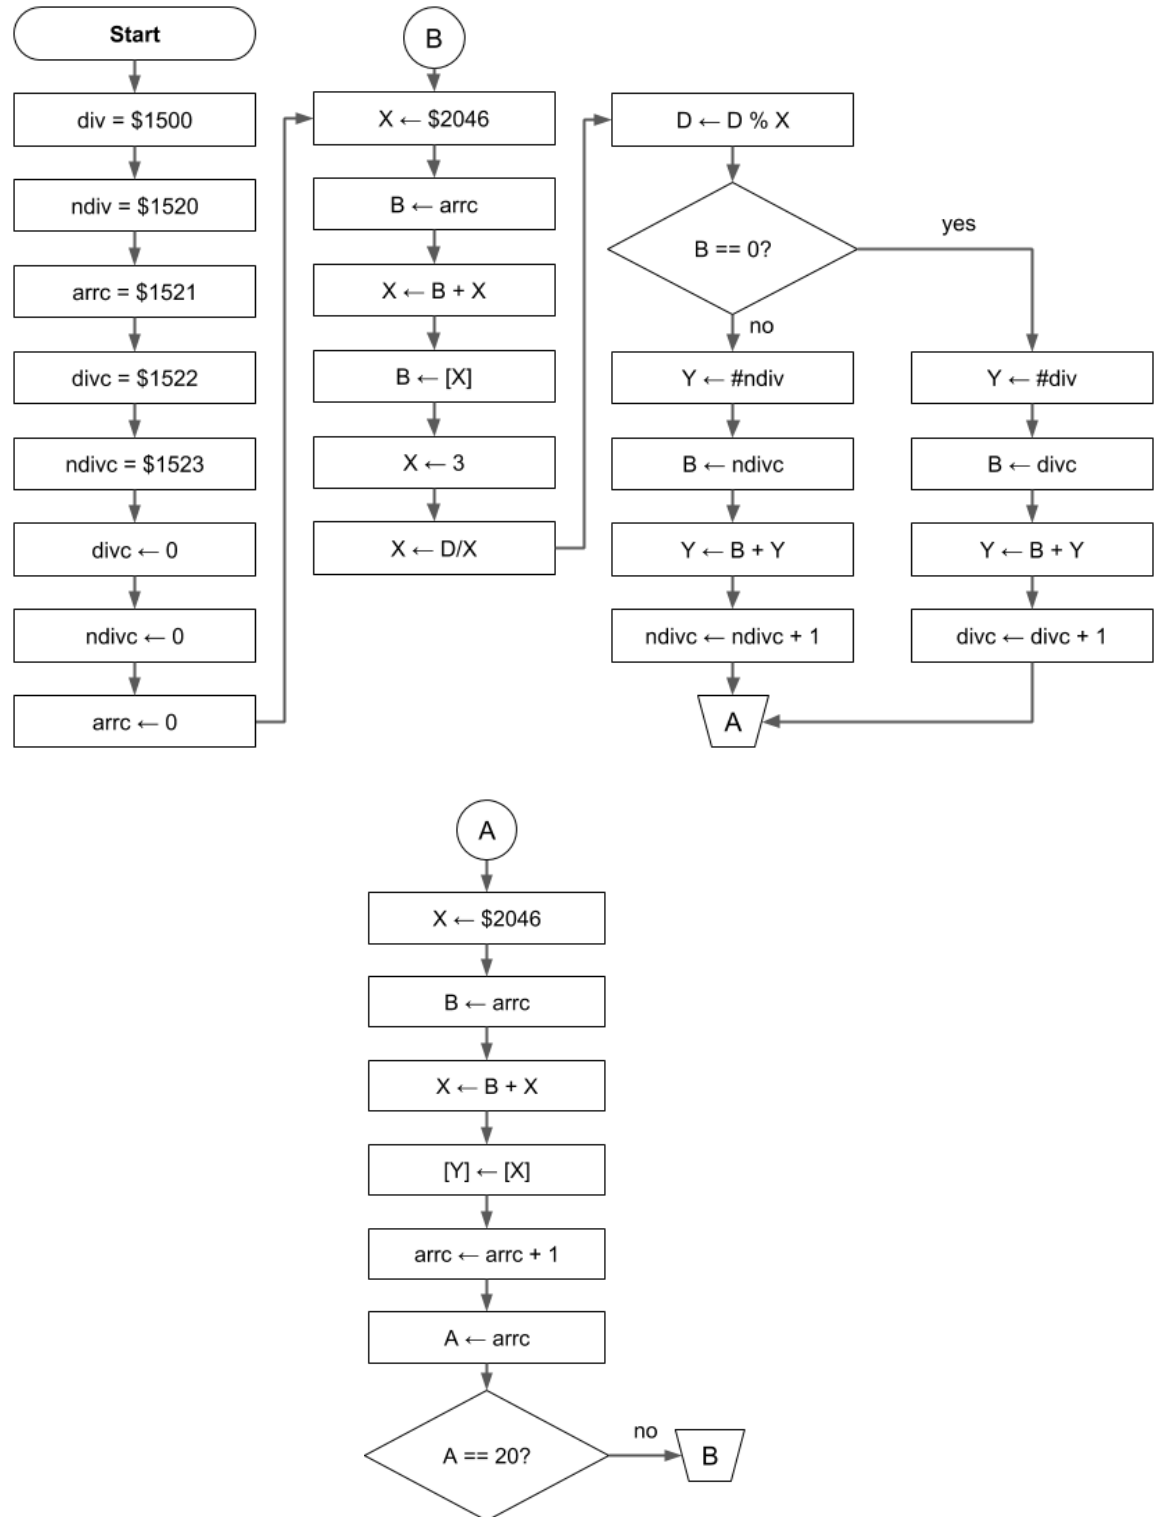 Start
div = $1500
ndiv = $1520
arrc = $1521
divc = $1522
ndivc = $1523
divc ← 0
ndivc ← 0
arrc ← 0
B
X ← $2046
B ← arrc
X ← B + X
B ← [X]
X ← 3
X ← D/X
D ← D % X
B == 0?
yes
no
Y ← #ndiv
B ← ndivc
Y ← B + Y
ndivc ← ndivc + 1
A
Y ← #div
B ← divc
Y ← B + Y
divc ← divc + 1
A
X ← $2046
B ← arrc
X ← B + X
[Y] ← [X]
arrc ← arrc + 1
A ← arrc
A == 20?
no
B